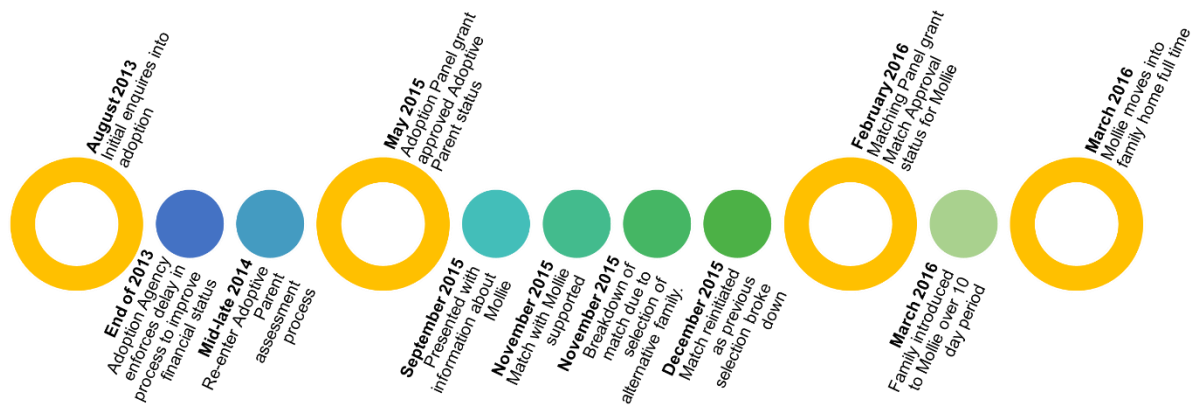 August 2013
Initial enquires into
adoption
End of 2013
Adoption Agency
enforces delay in
process to improve
financial status
Mid-late 2014
Re-enter Adoptive
Parent
assessment
process
May 2015
Adoption Panel grant
approved Adoptive
Parent status
September 2015
Presented with
information about
Mollie
November 2015
Match with Mollie
supported
November 2015
Breakdown of
match due to
selection of
alternative family.
December 2015
Match reinitiated
as previous
selection broke
down
February 2016
Matching Panel grant
Match Approval
status for Mollie
March 2016
Family introduced
to Mollie over 10
day period
March 2016
Mollie moves into
family home full time